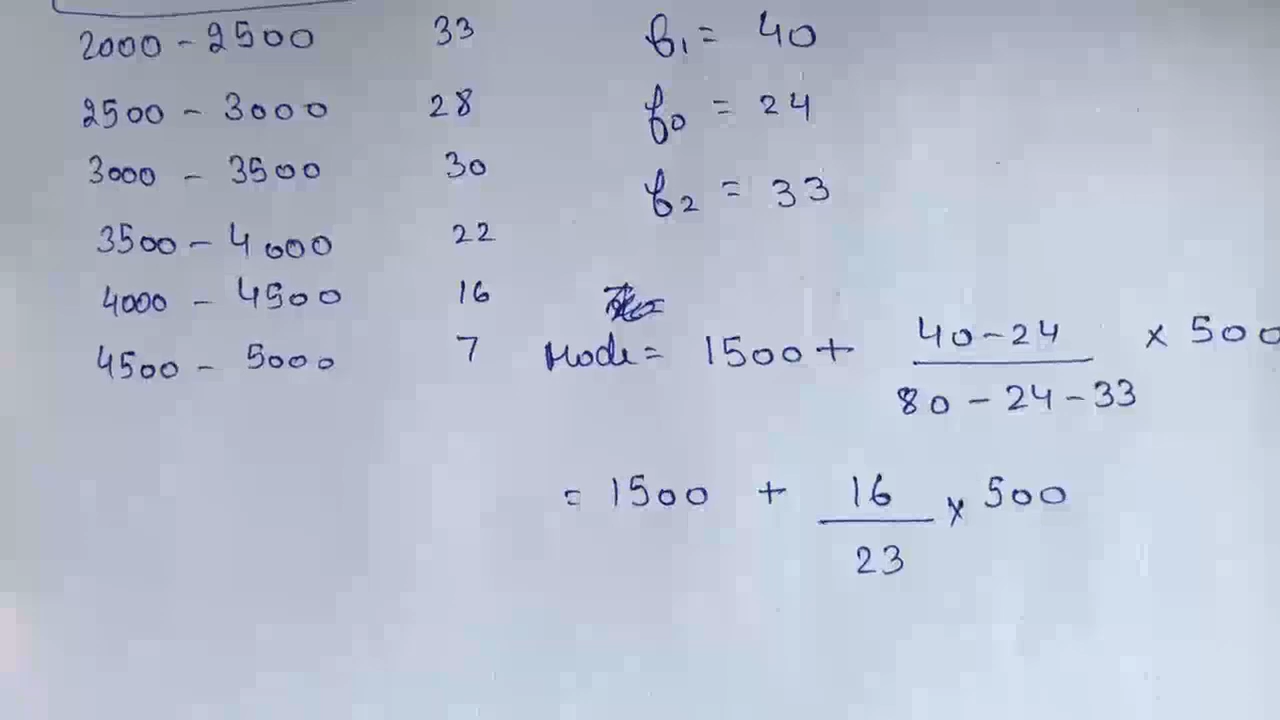 2000 - 2500 33 f₁ = 40
2500 - 3000 28 f₀ = 24
3000 - 3500 30 f₂ = 33
3500 - 4000 22
4000 - 4500 16
4500 - 5000 7
Mode = 1500 + 40-24 / 80-24-33 × 500
= 1500 + 16 / 23 × 500